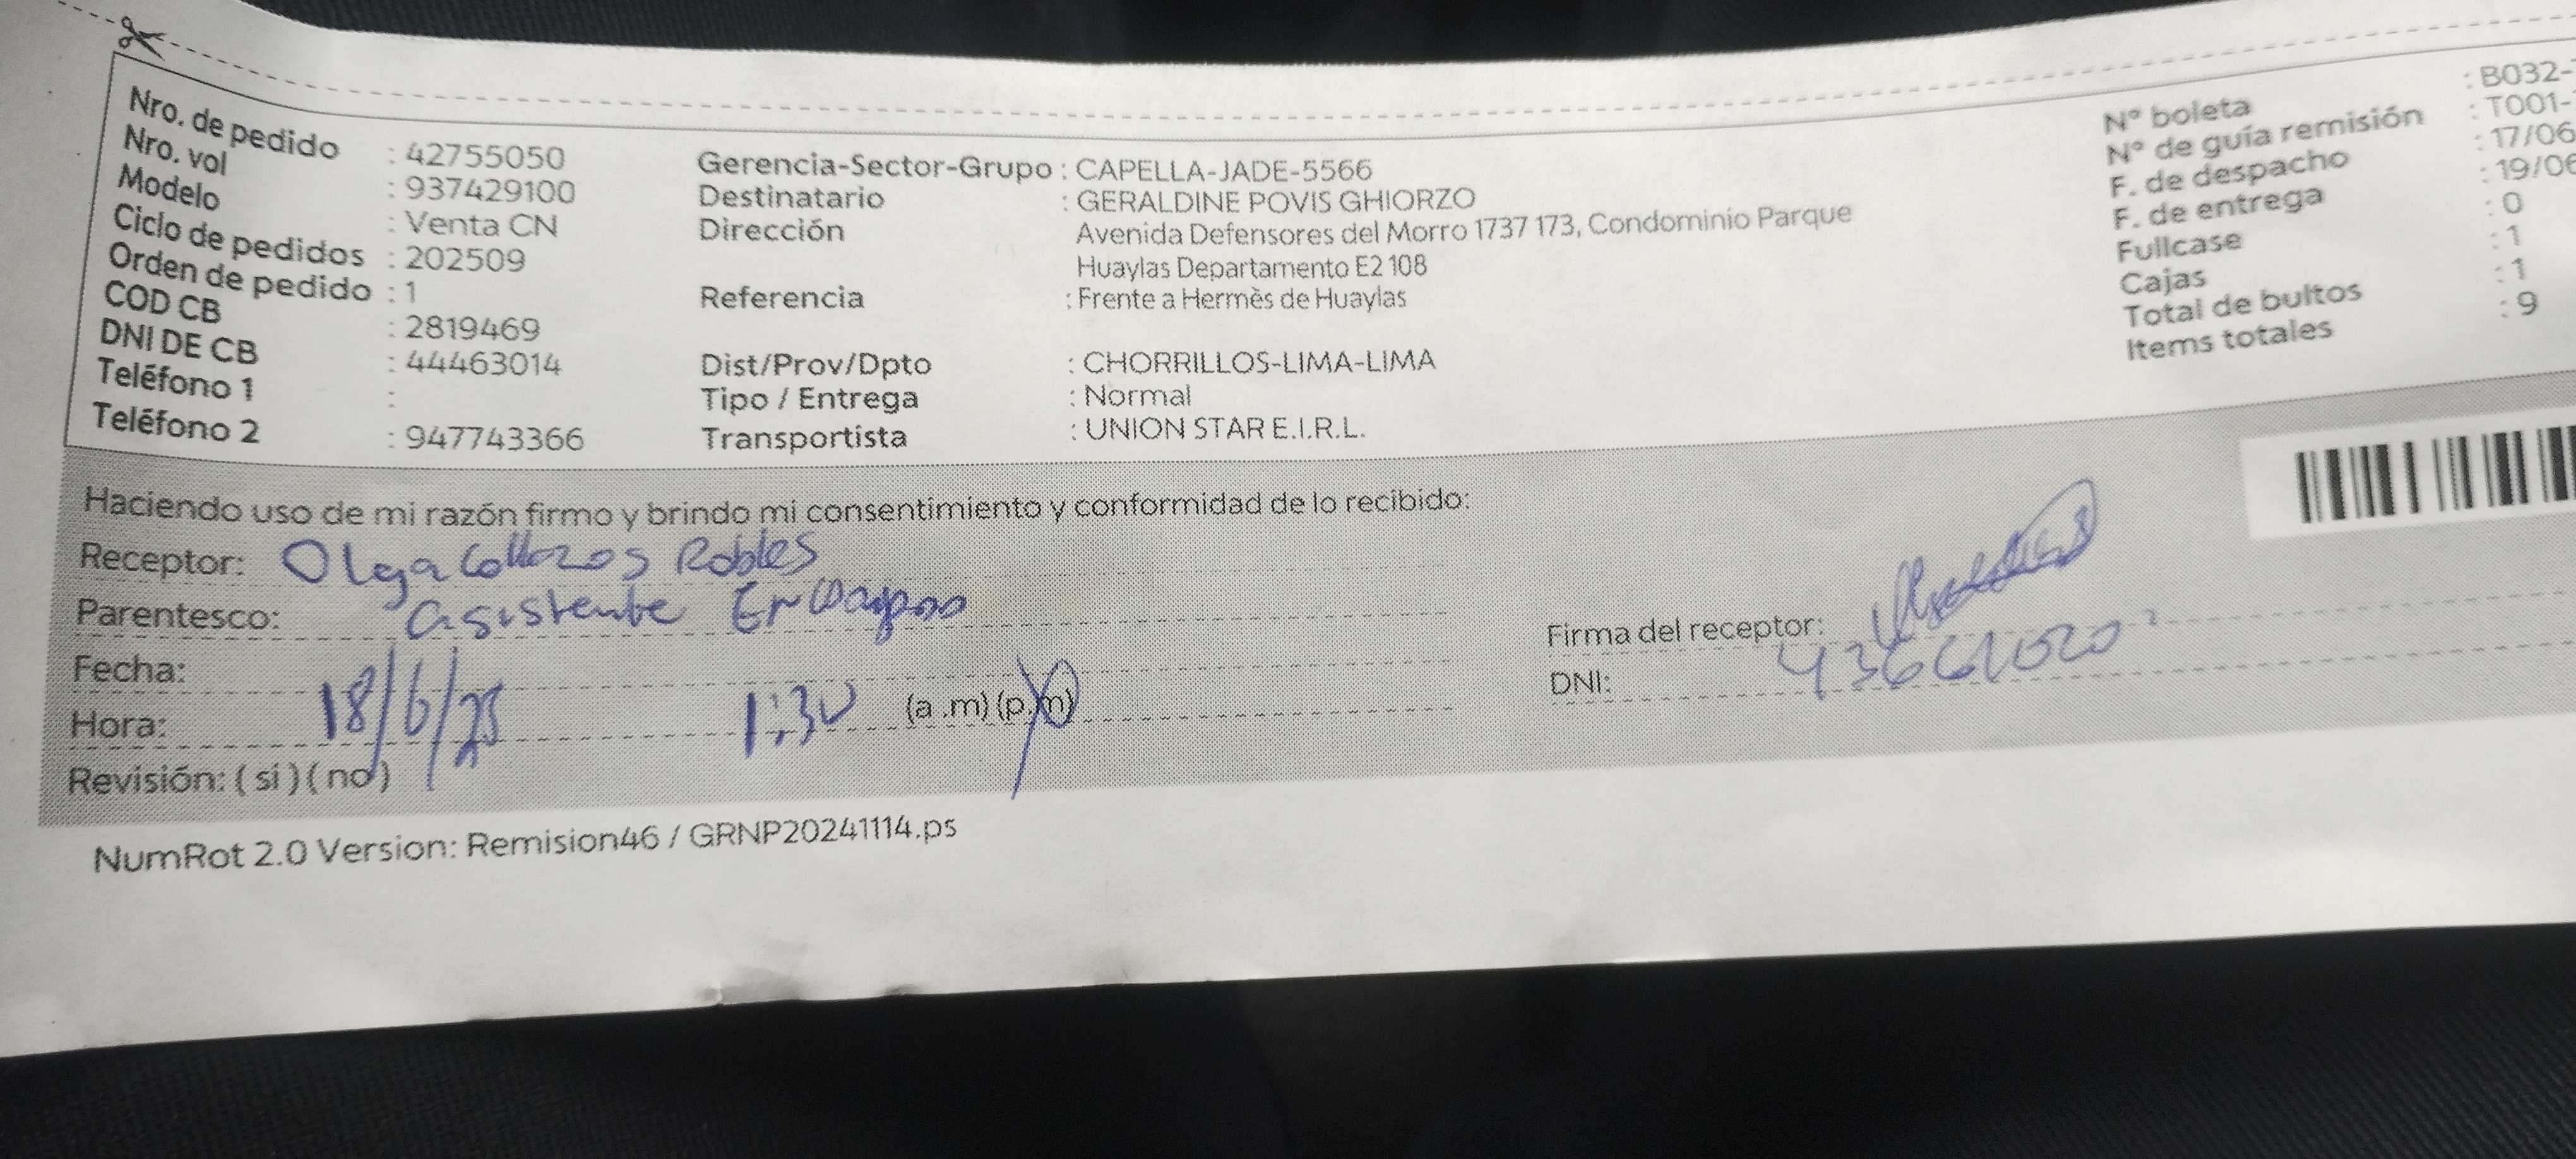 Nro. de pedido : 42755050
Nro. vol : 937429100
Modelo : Venta CN
Ciclo de pedidos : 202509
Orden de pedido : 1
COD CB : 2819469
DNI DE CB : 44463014
Teléfono 1 :
Teléfono 2 : 947743366
Gerencia-Sector-Grupo : CAPELLA-JADE-5566
Destinatario : GERALDINE POVIS GHIORZO
Dirección Avenida Defensores del Morro 1737 173, Condominio Parque
Huaylas Departamento E2 108
Referencia : Frente a Hermès de Huaylas
Dist/Prov/Dpto : CHORRILLOS-LIMA-LIMA
Tipo / Entrega : Normal
Transportista : UNION STAR E.I.R.L.
N° boleta : B032-
N° de guía remisión : T001-
F. de despacho : 17/06
F. de entrega : 19/06
Fullcase : 0
Cajas : 1
Total de bultos : 1
Items totales : 9
Haciendo uso de mi razón firmo y brindo mi consentimiento y conformidad de lo recibido:
Receptor: Olga Collazos Robles
Parentesco: asistente
Fecha: 18/6/25
Hora: 1:30 (a .m) (p.m)
Revisión: ( si ) ( no )
Firma del receptor:
DNI: 43661020
NumRot 2.0 Version: Remision46 / GRNP20241114.ps